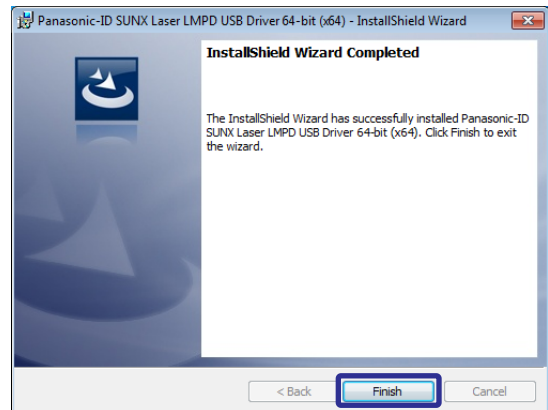 Panasonic-ID SUNX Laser LMPD USB Driver 64-bit (x64) - InstallShield Wizard
InstallShield Wizard Completed
The InstallShield Wizard has successfully installed Panasonic-ID
SUNX Laser LMPD USB Driver 64-bit (x64). Click Finish to exit
the wizard.
< Back Finish Cancel